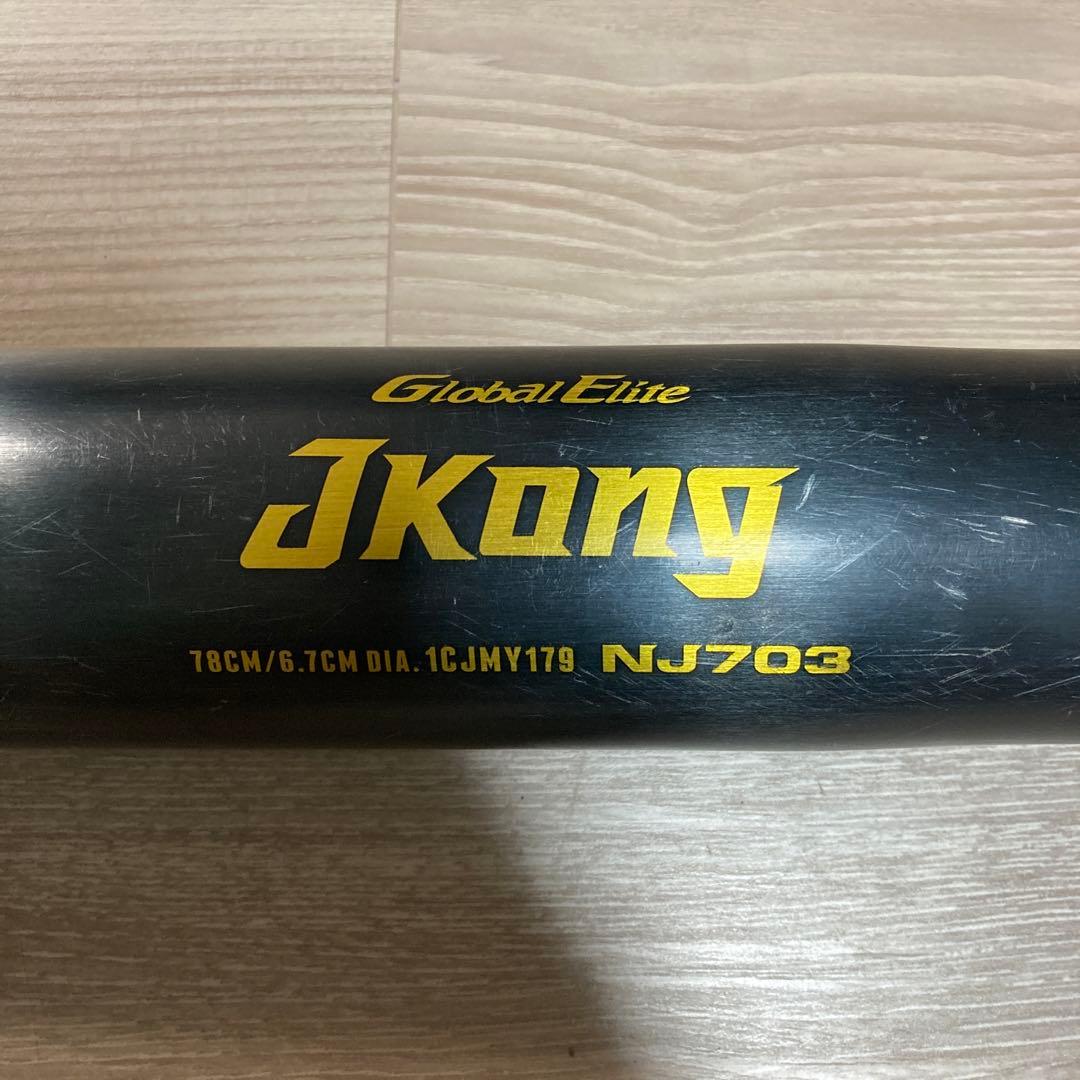 Global Elite
JKong
78CM/6.7CM DIA. 1CJMY179 NJ703